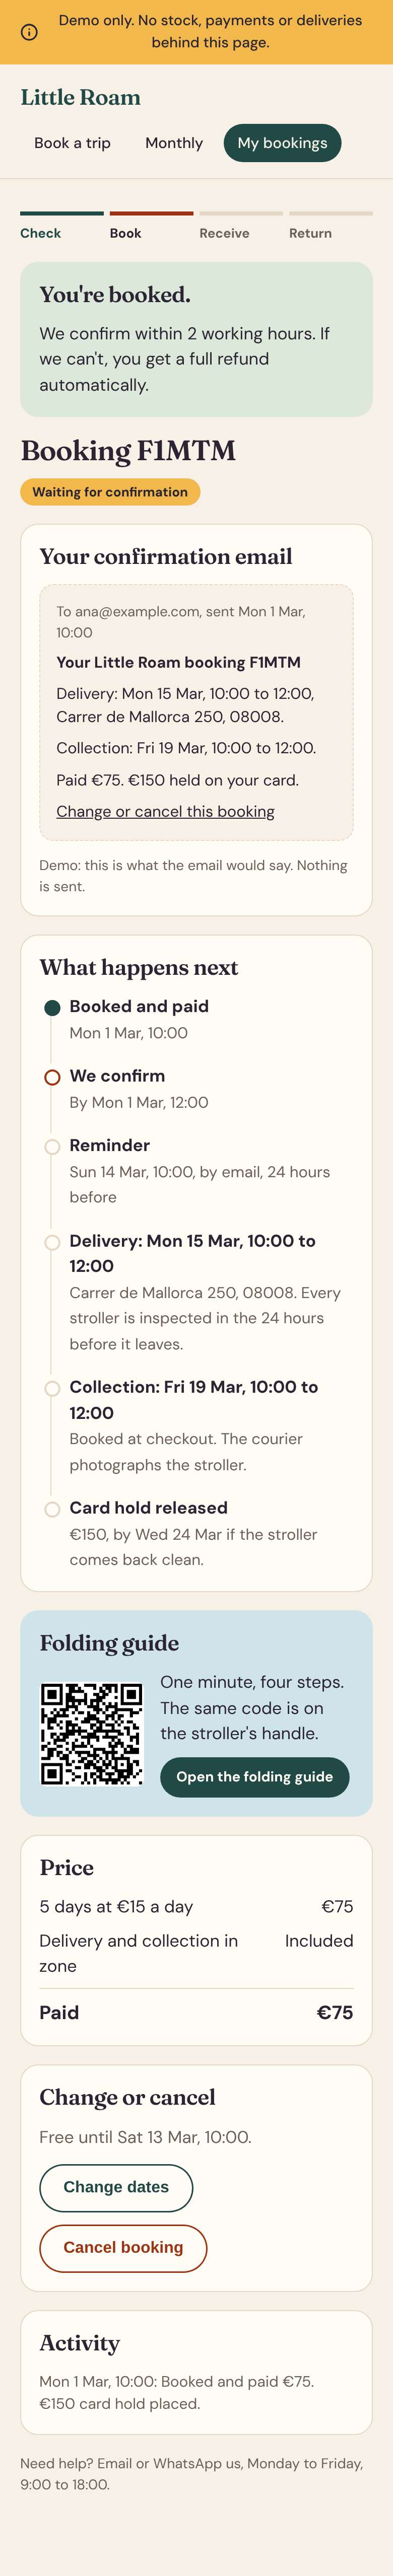 Demo only. No stock, payments or deliveries
behind this page.
Little Roam
Book a trip
Monthly
My bookings
Check
Book
Receive
Return
You're booked.
We confirm within 2 working hours. If
we can't, you get a full refund
automatically.
Booking F1MTM
Waiting for confirmation
Your confirmation email
To ana@example.com, sent Mon 1 Mar,
10:00
Your Little Roam booking F1MTM
Delivery: Mon 15 Mar, 10:00 to 12:00,
Carrer de Mallorca 250, 08008.
Collection: Fri 19 Mar, 10:00 to 12:00.
Paid €75. €150 held on your card.
Change or cancel this booking
Demo: this is what the email would say. Nothing
is sent.
What happens next
Booked and paid
Mon 1 Mar, 10:00
We confirm
By Mon 1 Mar, 12:00
Reminder
Sun 14 Mar, 10:00, by email, 24 hours
before
Delivery: Mon 15 Mar, 10:00 to
12:00
Carrer de Mallorca 250, 08008. Every
stroller is inspected in the 24 hours
before it leaves.
Collection: Fri 19 Mar, 10:00 to
12:00
Booked at checkout. The courier
photographs the stroller.
Card hold released
€150, by Wed 24 Mar if the stroller
comes back clean.
Folding guide
One minute, four steps.
The same code is on
the stroller's handle.
Open the folding guide
Price
5 days at €15 a day €75
Delivery and collection in Included
zone
Paid €75
Change or cancel
Free until Sat 13 Mar, 10:00.
Change dates
Cancel booking
Activity
Mon 1 Mar, 10:00: Booked and paid €75.
€150 card hold placed.
Need help? Email or WhatsApp us, Monday to Friday,
9:00 to 18:00.